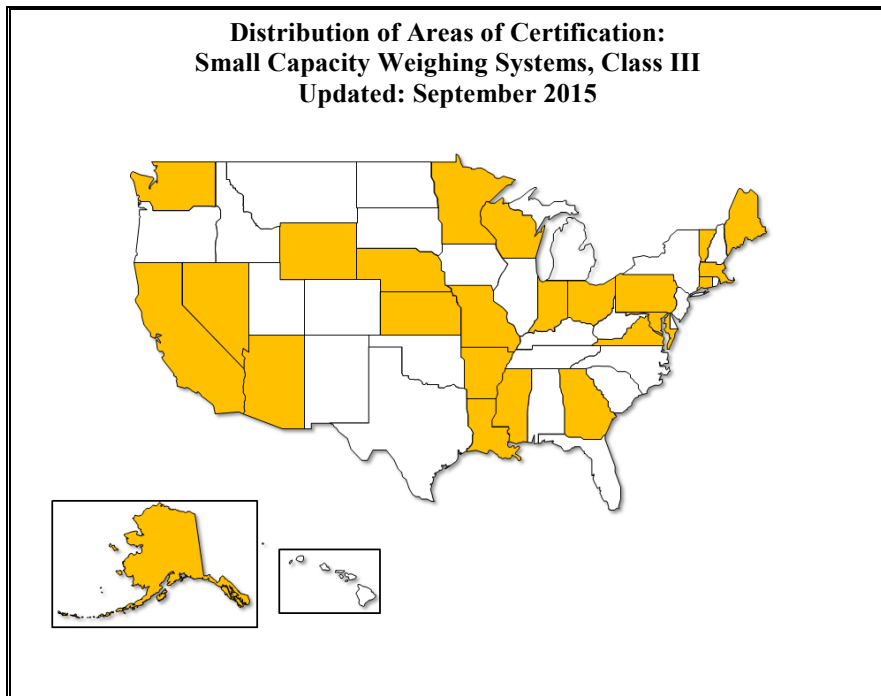 Distribution of Areas of Certification:
Small Capacity Weighing Systems, Class III
Updated: September 2015